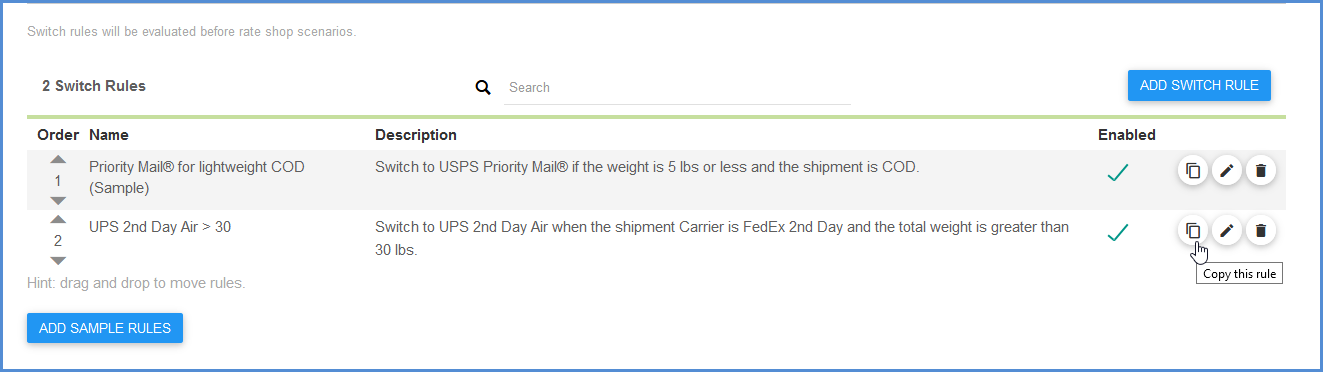 Switch rules will be evaluated before rate shop scenarios.
2 Switch Rules
Search
ADD SWITCH RULE
Order Name Description Enabled
1
Priority Mail® for lightweight COD
(Sample)
Switch to USPS Priority Mail® if the weight is 5 lbs or less and the shipment is COD.
2
UPS 2nd Day Air > 30
Switch to UPS 2nd Day Air when the shipment Carrier is FedEx 2nd Day and the total weight is greater than
30 lbs.
Copy this rule
Hint: drag and drop to move rules.
ADD SAMPLE RULES